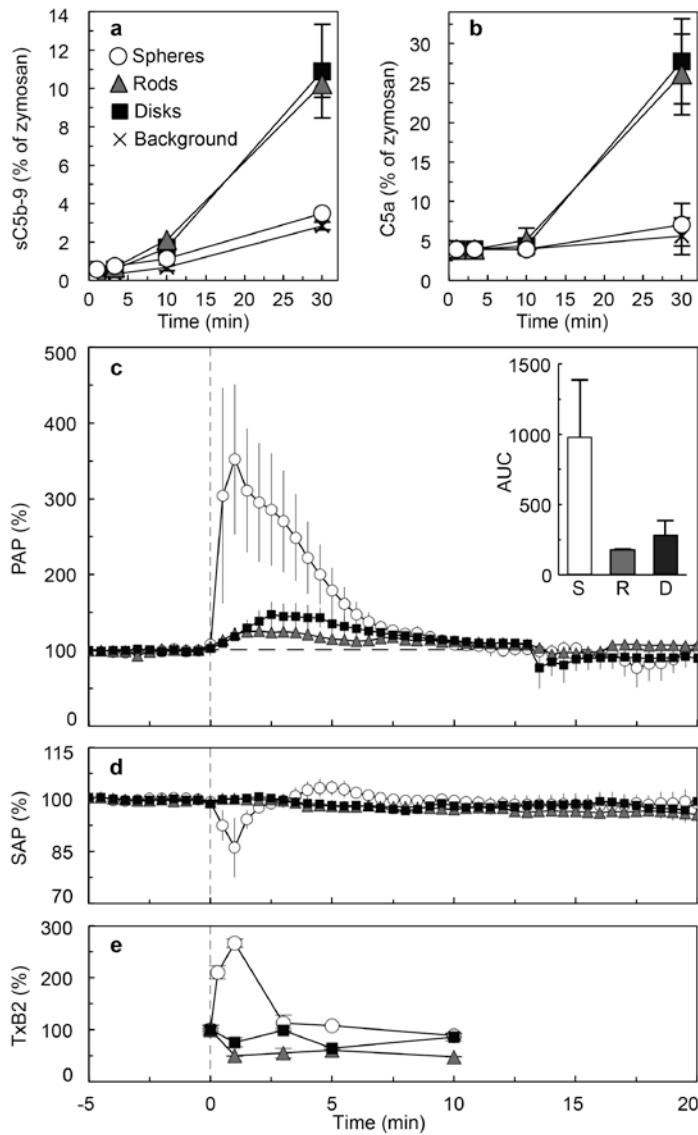 a
14
12
10
8
6
4
2
0
sC5b-9 (% of zymosan)
Spheres
Rods
Disks
Background
0 5 10 15 20 25 30
Time (min)
b
30
25
20
15
10
5
0
C5a (% of zymosan)
0 5 10 15 20 25 30
Time (min)
c
500
400
300
200
100
0
PAP (%)
1500
1000
500
0
AUC
S R D
d
115
100
85
70
SAP (%)
e
300
200
100
0
TxB2 (%)
-5 0 5 10 15 20
Time (min)